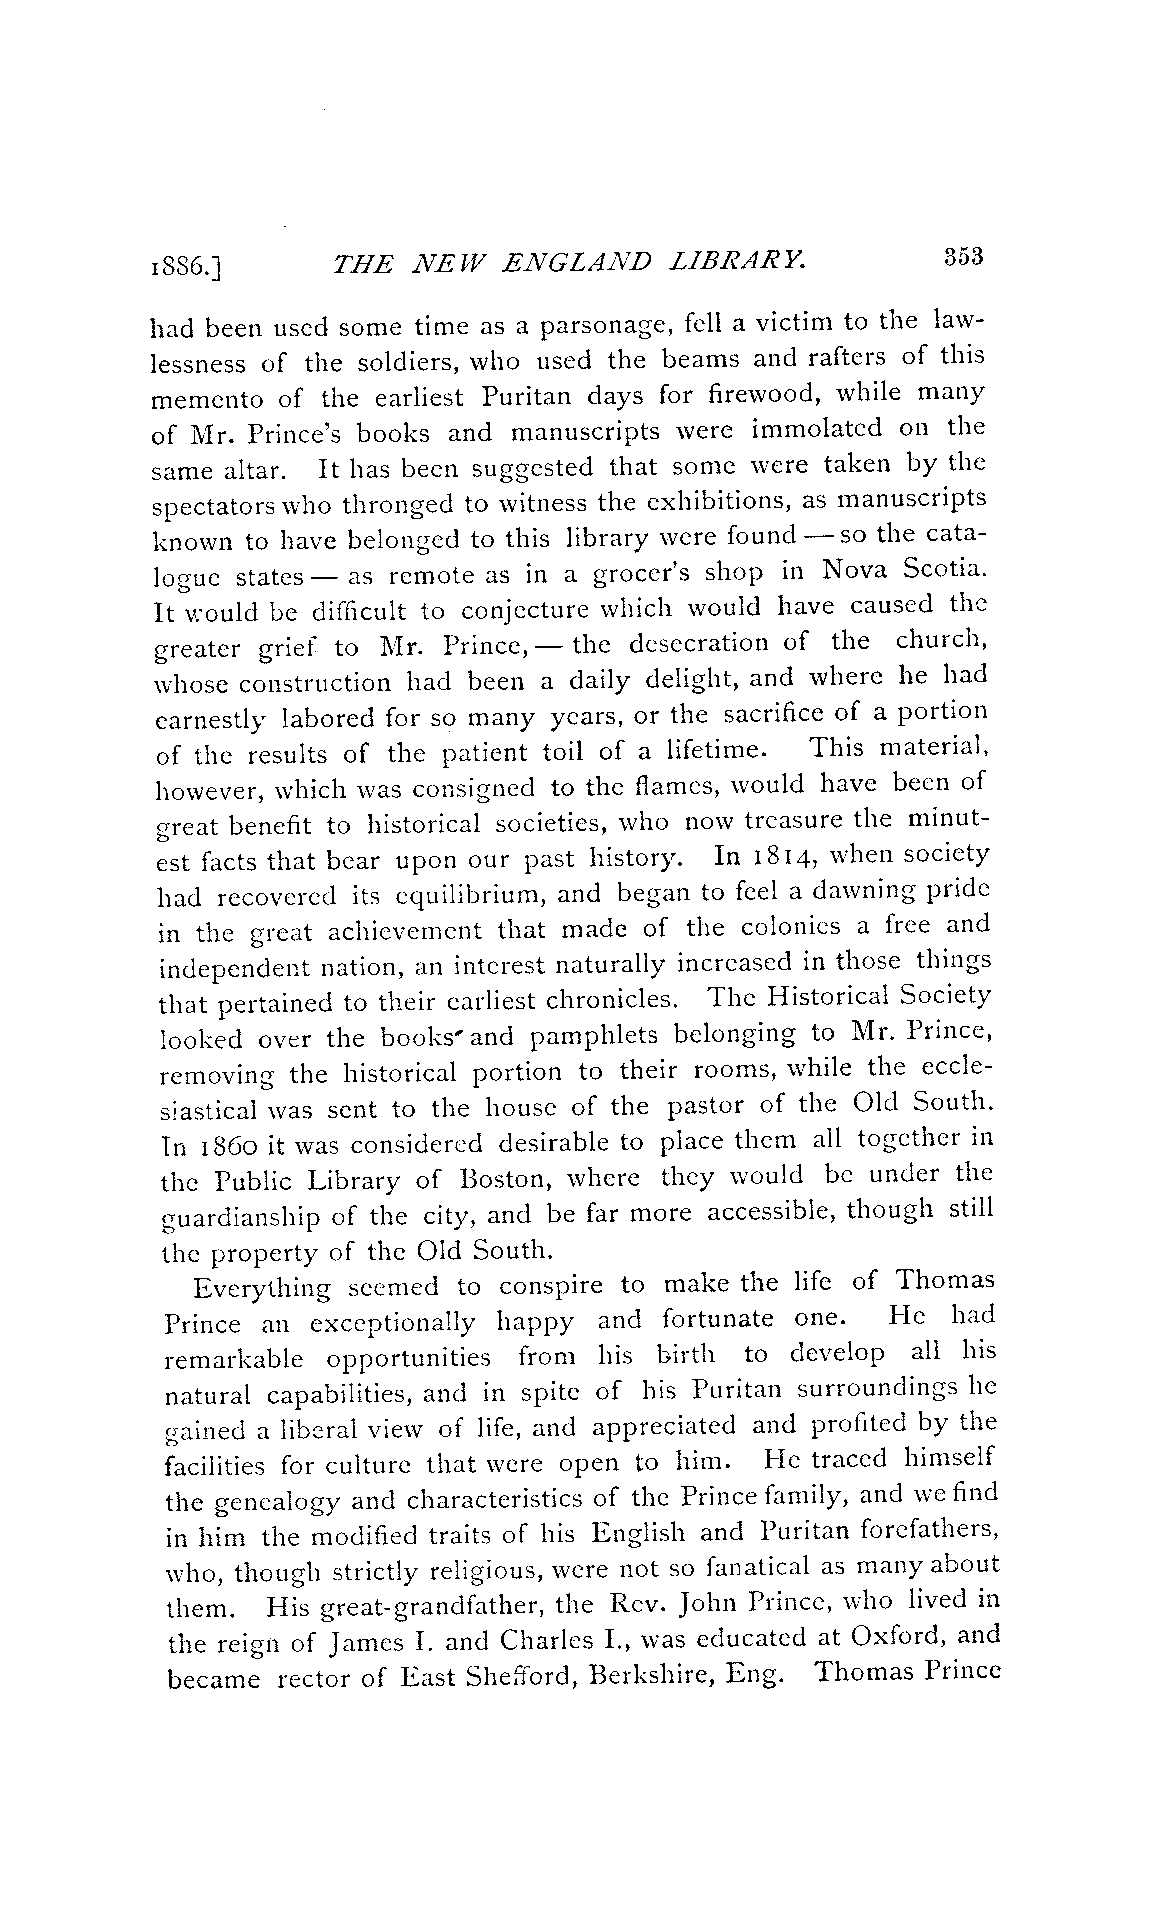 1886.] THE NEW ENGLAND LIBRARY. 353
had been used some time as a parsonage, fell a victim to the law-
lessness of the soldiers, who used the beams and rafters of this
memento of the earliest Puritan days for firewood, while many
of Mr. Prince's books and manuscripts were immolated on the
same altar. It has been suggested that some were taken by the
spectators who thronged to witness the exhibitions, as manuscripts
known to have belonged to this library were found — so the cata-
logue states — as remote as in a grocer's shop in Nova Scotia.
It would be difficult to conjecture which would have caused the
greater grief to Mr. Prince, — the desecration of the church,
whose construction had been a daily delight, and where he had
earnestly labored for so many years, or the sacrifice of a portion
of the results of the patient toil of a lifetime. This material,
however, which was consigned to the flames, would have been of
great benefit to historical societies, who now treasure the minut-
est facts that bear upon our past history. In 1814, when society
had recovered its equilibrium, and began to feel a dawning pride
in the great achievement that made of the colonies a free and
independent nation, an interest naturally increased in those things
that pertained to their earliest chronicles. The Historical Society
looked over the books and pamphlets belonging to Mr. Prince,
removing the historical portion to their rooms, while the eccle-
siastical was sent to the house of the pastor of the Old South.
In 1860 it was considered desirable to place them all together in
the Public Library of Boston, where they would be under the
guardianship of the city, and be far more accessible, though still
the property of the Old South.
Everything seemed to conspire to make the life of Thomas
Prince an exceptionally happy and fortunate one. He had
remarkable opportunities from his birth to develop all his
natural capabilities, and in spite of his Puritan surroundings he
gained a liberal view of life, and appreciated and profited by the
facilities for culture that were open to him. He traced himself
the genealogy and characteristics of the Prince family, and we find
in him the modified traits of his English and Puritan forefathers,
who, though strictly religious, were not so fanatical as many about
them. His great-grandfather, the Rev. John Prince, who lived in
the reign of James I. and Charles I., was educated at Oxford, and
became rector of East Shefford, Berkshire, Eng. Thomas Prince